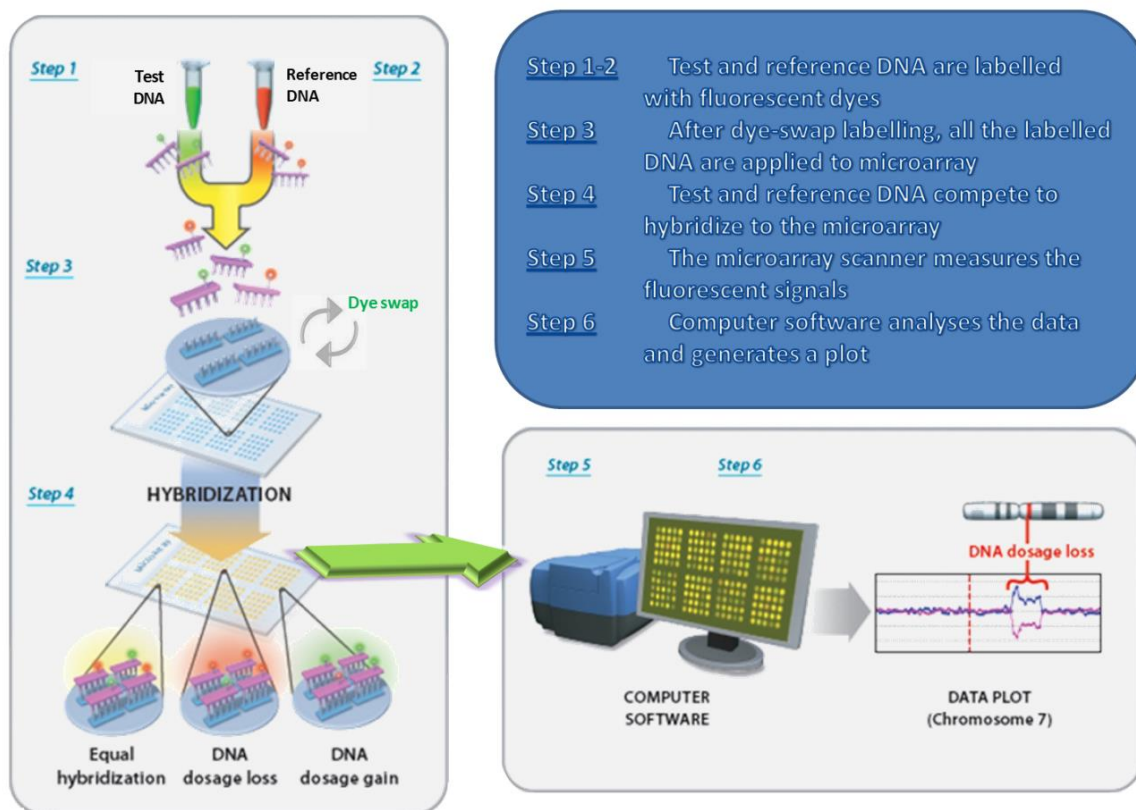 Step 1
Test
DNA
Reference
DNA
Step 2
Step 3
Dye swap
Step 4
HYBRIDIZATION
Equal
hybridization
DNA
dosage loss
DNA
dosage gain
Step 1-2 Test and reference DNA are labelled
with fluorescent dyes
Step 3 After dye-swap labelling, all the labelled
DNA are applied to microarray
Step 4 Test and reference DNA compete to
hybridize to the microarray
Step 5 The microarray scanner measures the
fluorescent signals
Step 6 Computer software analyses the data
and generates a plot
Step 5
Step 6
DNA dosage loss
COMPUTER
SOFTWARE
DATA PLOT
(Chromosome 7)